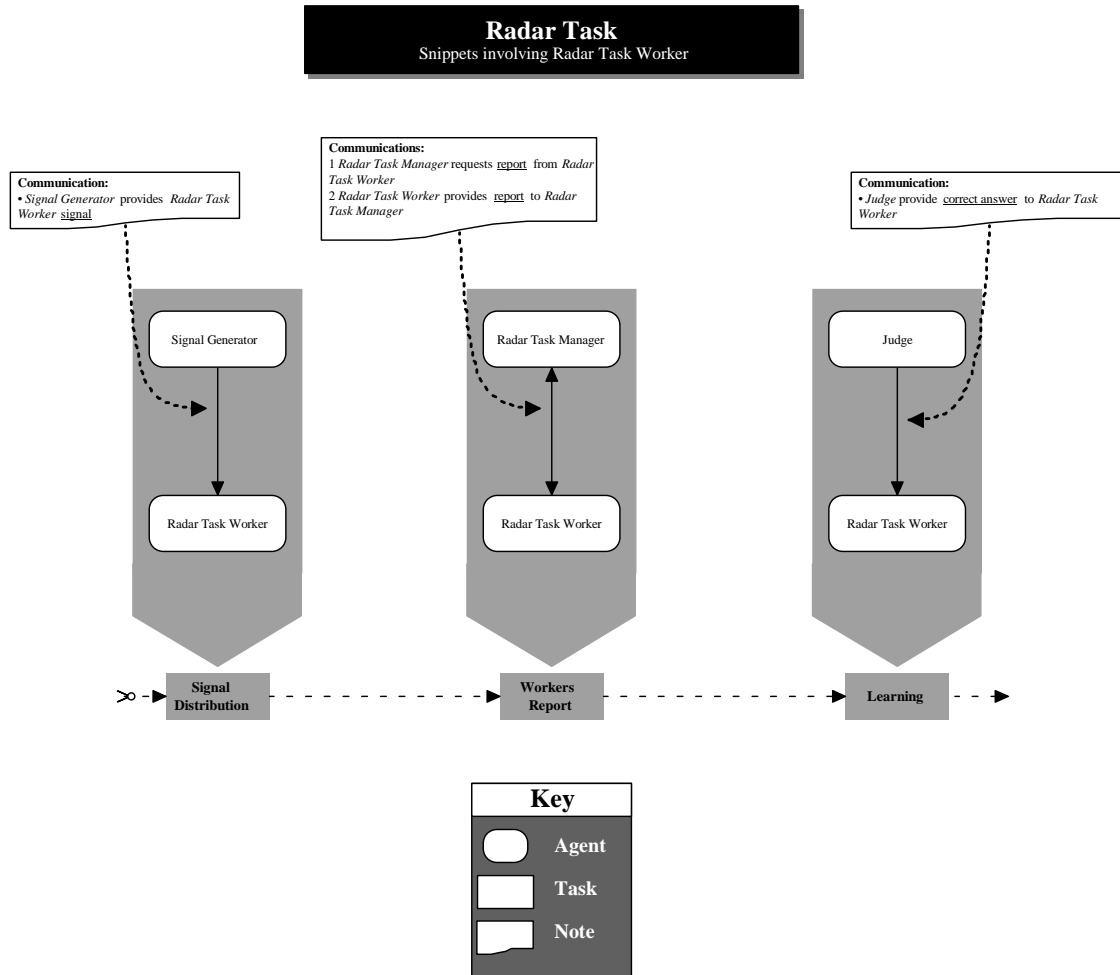 Radar Task
Snippets involving Radar Task Worker
Communication:
• Signal Generator provides Radar Task
Worker signal
Communications:
1 Radar Task Manager requests report from Radar
Task Worker
2 Radar Task Worker provides report to Radar
Task Manager
Communication:
• Judge provide correct answer to Radar Task
Worker
Signal Generator
Radar Task Manager
Judge
Radar Task Worker
Radar Task Worker
Radar Task Worker
Signal
Distribution
Workers
Report
Learning
Key
Agent
Task
Note